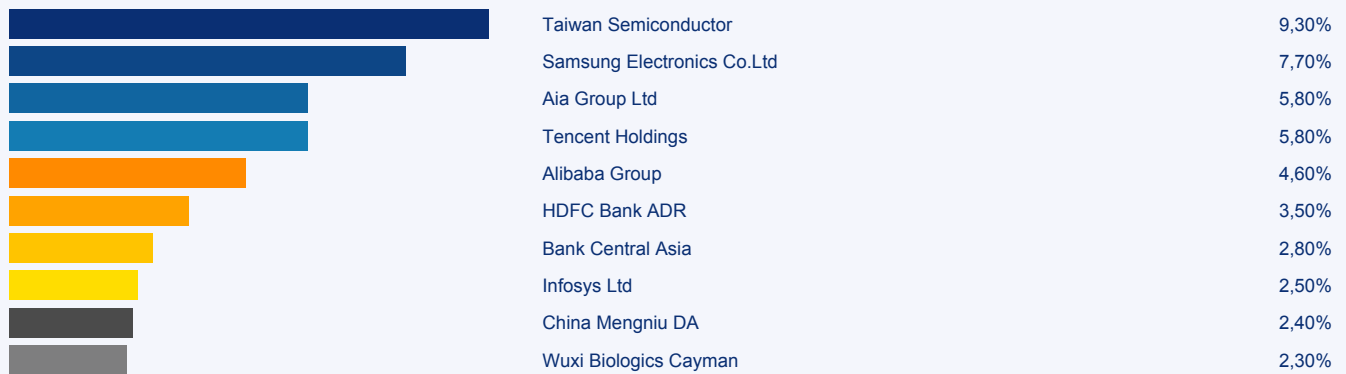 Taiwan Semiconductor 9,30%
Samsung Electronics Co.Ltd 7,70%
Aia Group Ltd 5,80%
Tencent Holdings 5,80%
Alibaba Group 4,60%
HDFC Bank ADR 3,50%
Bank Central Asia 2,80%
Infosys Ltd 2,50%
China Mengniu DA 2,40%
Wuxi Biologics Cayman 2,30%